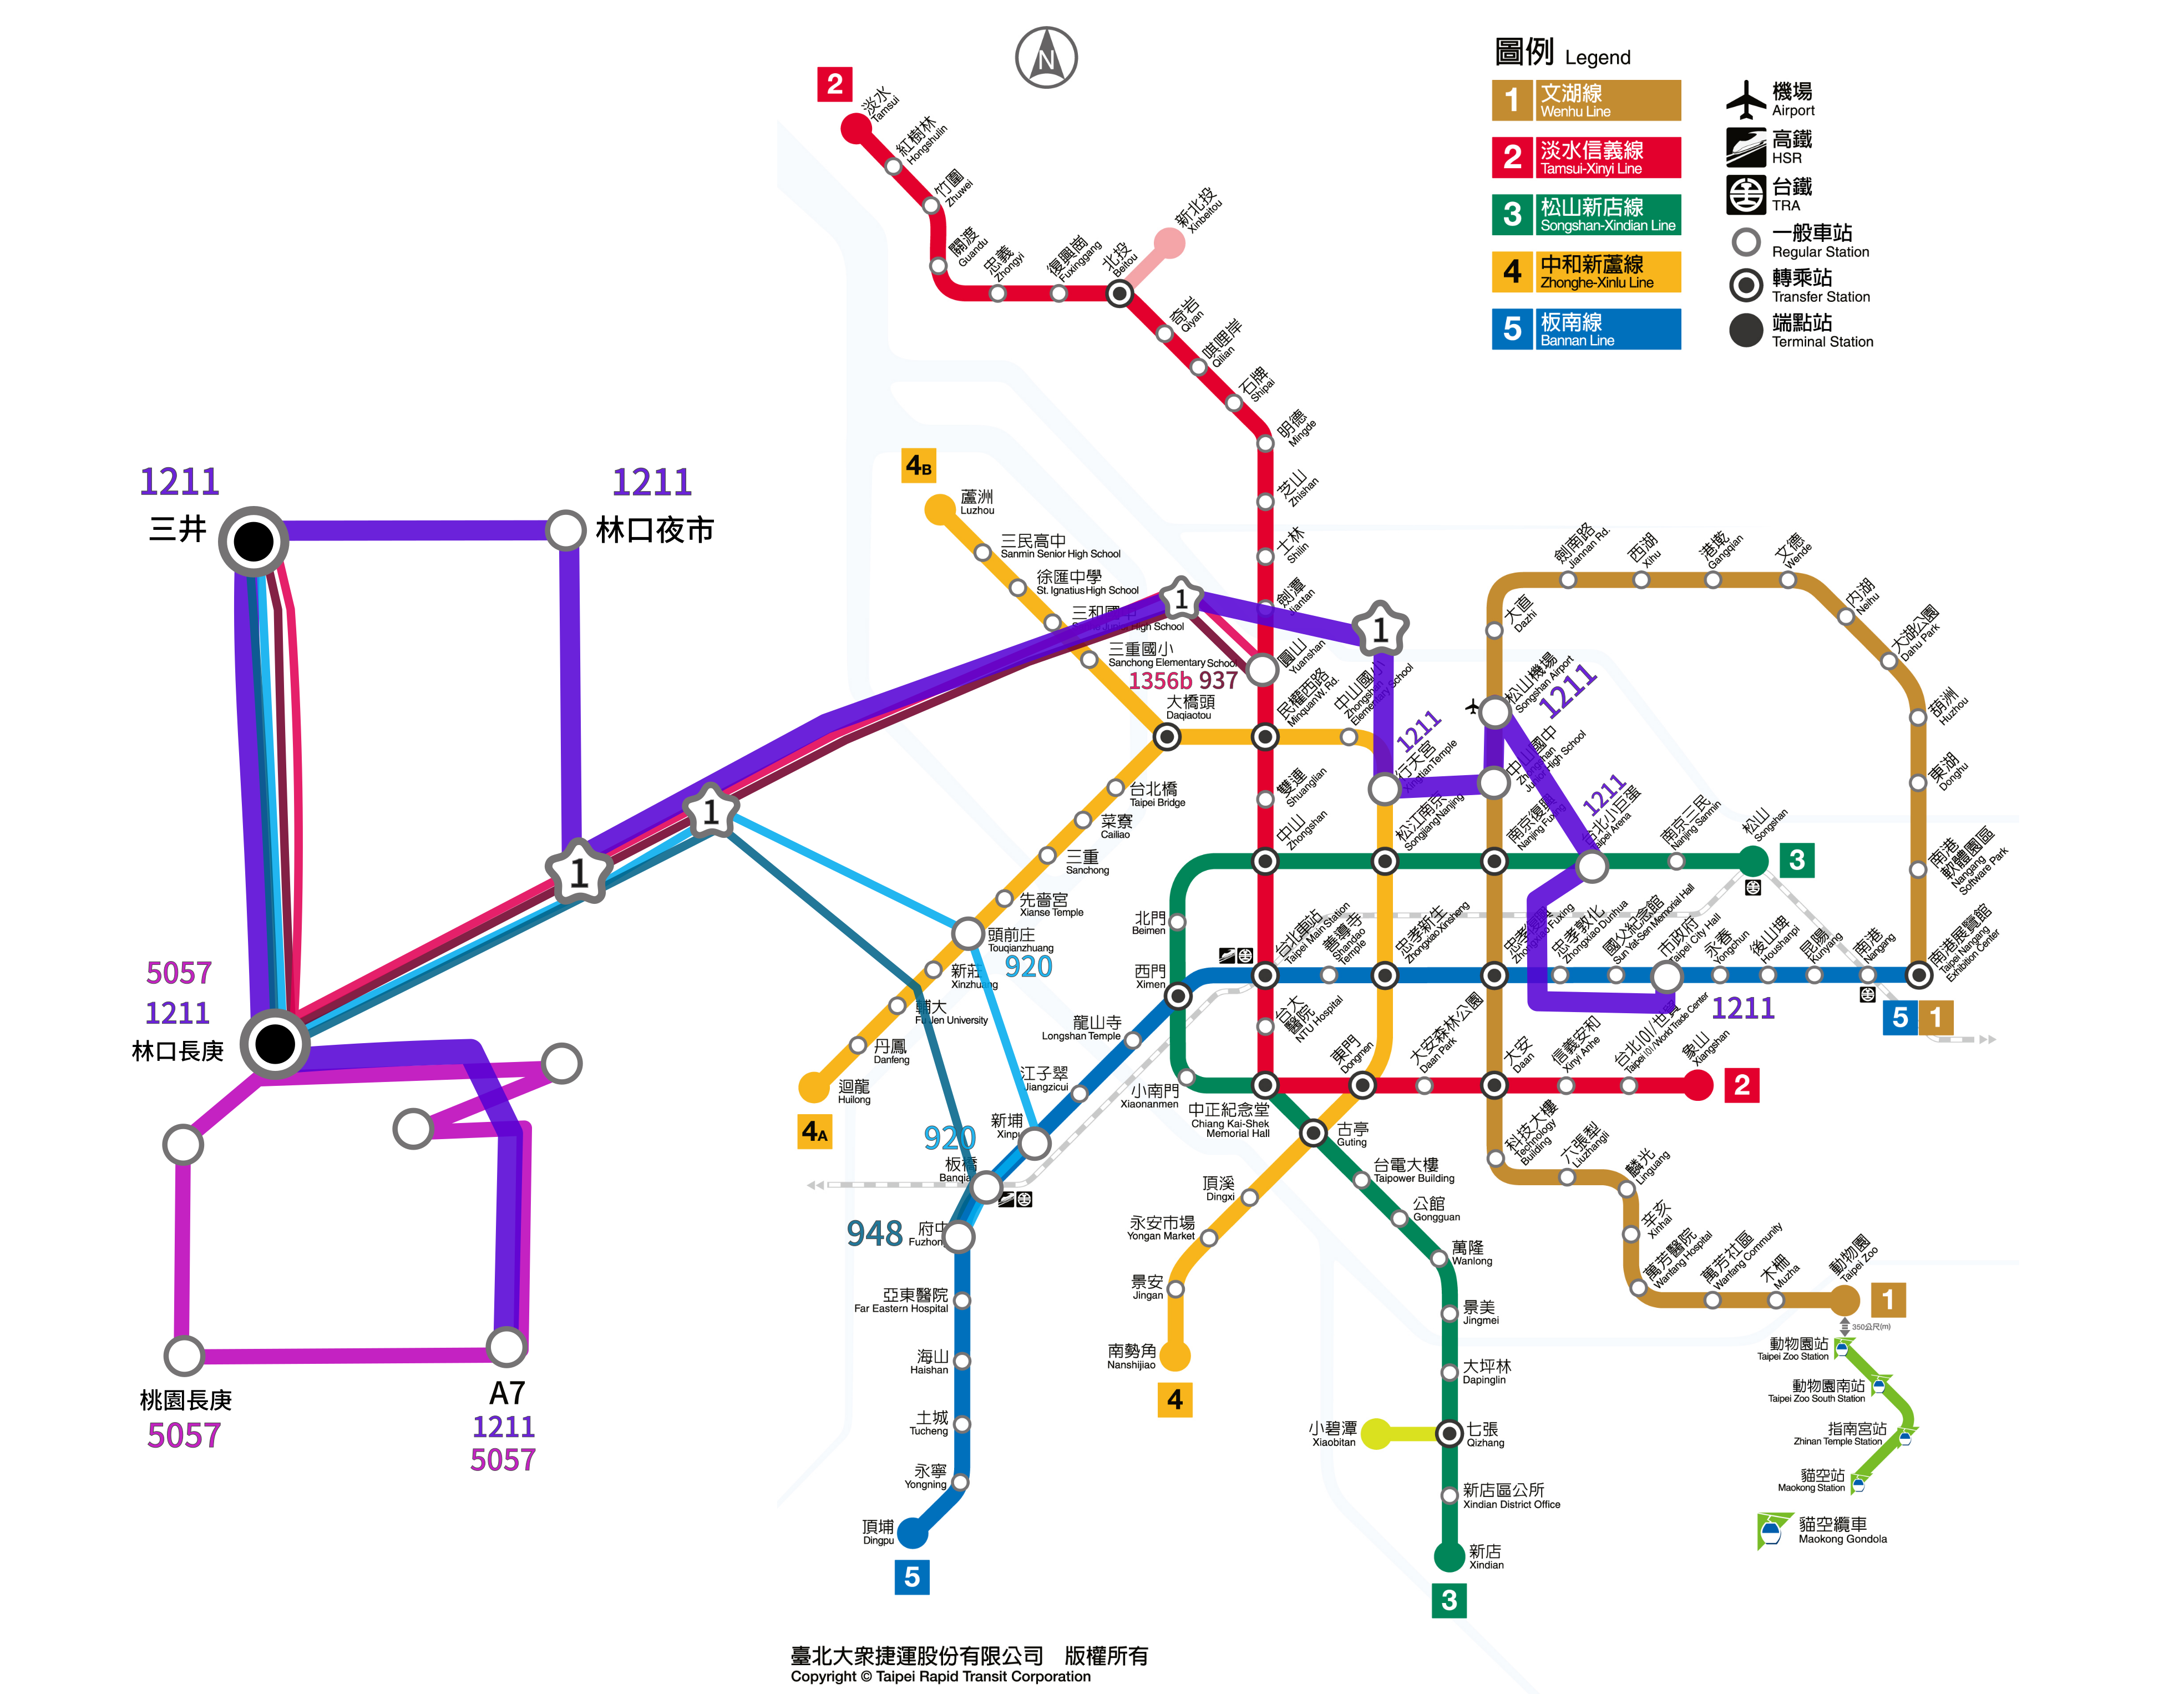 N
圖例 Legend
1 文湖線
Wenhu Line
2 淡水信義線
Tamsui-Xinyi Line
3 松山新店線
Songshan-Xindian Line
4 中和新蘆線
Zhonghe-Xinlu Line
5 板南線
Bannan Line
機場
Airport
高鐵
HSR
台鐵
TRA
一般車站
Regular Station
轉乘站
Transfer Station
端點站
Terminal Station
2
淡水
Tamsui
紅樹林
Hongshulin
竹圍
Zhuwei
關渡
Guandu
忠義
Zhongyi
復興崗
Fuxinggang
北投
Beitou
新北投
Xinbeitou
奇岩
Qiyan
唭哩岸
Qilian
石牌
Shipai
明德
Mingde
芝山
Zhishan
士林
Shilin
劍潭
Jiantan
圓山
Yuanshan
民權西路
Minquan W. Rd.
雙連
Shuanglian
中山
Zhongshan
台北車站
Taipei Main Station
台大
醫院
NTU Hospital
中正紀念堂
Chiang Kai-Shek
Memorial Hall
東門
Dongmen
大安森林公園
Daan Park
大安
Daan
信義安和
Xinyi Anhe
台北101/世貿
Taipei 101/World Trade Center
象山
Xiangshan
2
4B
蘆洲
Luzhou
三民高中
Sanmin Senior High School
徐匯中學
St. Ignatius High School
三和國中
High School
三重國小
Sanchong Elementary School
1356b 937
大橋頭
Daqiaotou
台北橋
Taipei Bridge
菜寮
Cailiao
三重
Sanchong
先嗇宮
Xianse Temple
頭前庄
Touqianzhuang
920
新莊
Xinzhuang
輔大
Fu Jen University
丹鳳
Danfeng
迴龍
Huilong
4A
中山國小
Zhongshan
Elementary School
1211
行天宮
Xingtian Temple
松江南京
Songjiang Nanjing
忠孝新生
Zhongxiao Xinsheng
古亭
Guting
頂溪
Dingxi
永安市場
Yongan Market
景安
Jingan
南勢角
Nanshijiao
4
劍南路
Jiannan Rd.
西湖
Xihu
港墘
Gangqian
文德
Wende
內湖
Neihu
大湖公園
Dahu Park
葫洲
Huzhou
東湖
Donghu
南港
軟體園區
Nangang
Software Park
南港展覽館
Taipei Nangang
Exhibition Center
5 1
大直
Dazhi
松山機場
Songshan Airport
1211
中山國中
Zhongshan
Junior High School
南京復興
Nanjing Fuxing
1211
台北小巨蛋
Taipei Arena
南京三民
Nanjing Sanmin
松山
Songshan
3
北門
Beimen
西門
Ximen
小南門
Xiaonanmen
善導寺
Shandao
Temple
忠孝復興
Zhongxiao Fuxing
忠孝敦化
Zhongxiao Dunhua
國父紀念館
Sun Yat-Sen Memorial Hall
市政府
Taipei City Hall
1211
永春
Yongchun
後山埤
Houshanpi
昆陽
Kunyang
南港
Nangang
龍山寺
Longshan Temple
江子翠
Jiangzicui
新埔
Xinpu
920
板橋
948
府中
亞東醫院
Far Eastern Hospital
海山
Haishan
土城
Tucheng
永寧
Yongning
頂埔
Dingpu
5
台電大樓
Taipower Building
公館
Gongguan
萬隆
Wanlong
景美
Jingmei
大坪林
Dapinglin
小碧潭
Xiaobitan
七張
Qizhang
新店區公所
Xindian District Office
新店
Xindian
3
科技大樓
Technology
Building
六張犁
Liuzhangli
麟光
Linguang
辛亥
Xinhai
萬芳醫院
Wanfang Hospital
萬芳社區
Wanfang Community
木柵
Muzha
動物園
Taipei Zoo
1
350公尺(m)
動物園站
Taipei Zoo Station
動物園南站
Taipei Zoo South Station
指南宮站
Zhinan Temple Station
貓空站
Maokong Station
貓空纜車
Maokong Gondola
1211
三井
1211
林口夜市
1
1
1
1
5057
1211
林口長庚
桃園長庚
5057
A7
1211
5057
臺北大眾捷運股份有限公司 版權所有
Copyright © Taipei Rapid Transit Corporation